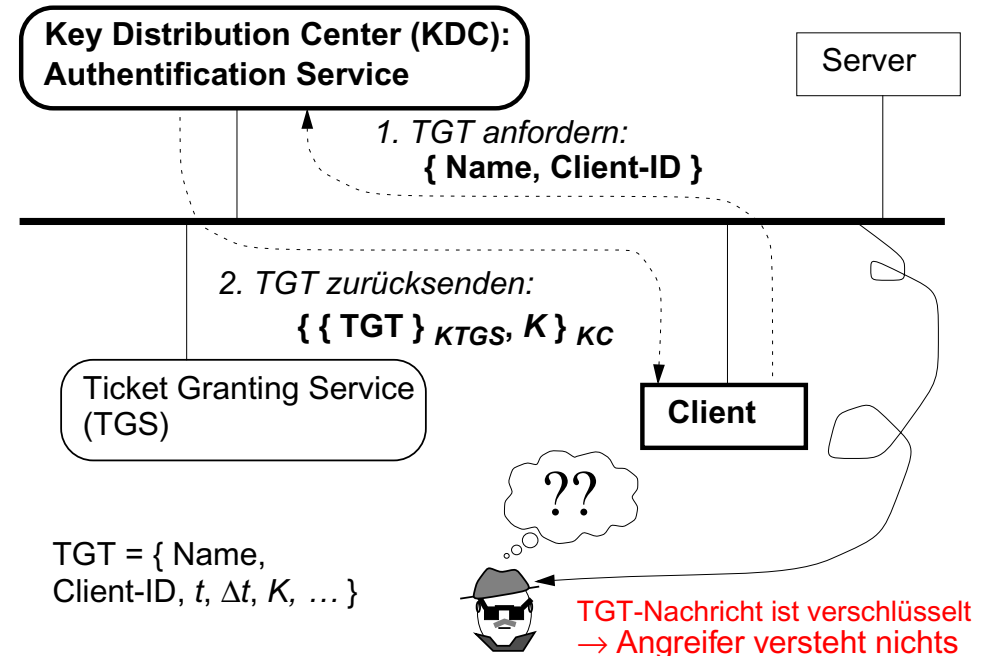 Key Distribution Center (KDC):
Authentification Service
Server
1. TGT anfordern:
{ Name, Client-ID }
2. TGT zurücksenden:
{ { TGT } KTGS, K } KC
Ticket Granting Service
(TGS)
Client
??
TGT = { Name,
Client-ID, t, Δt, K, … }
TGT-Nachricht ist verschlüsselt
→ Angreifer versteht nichts